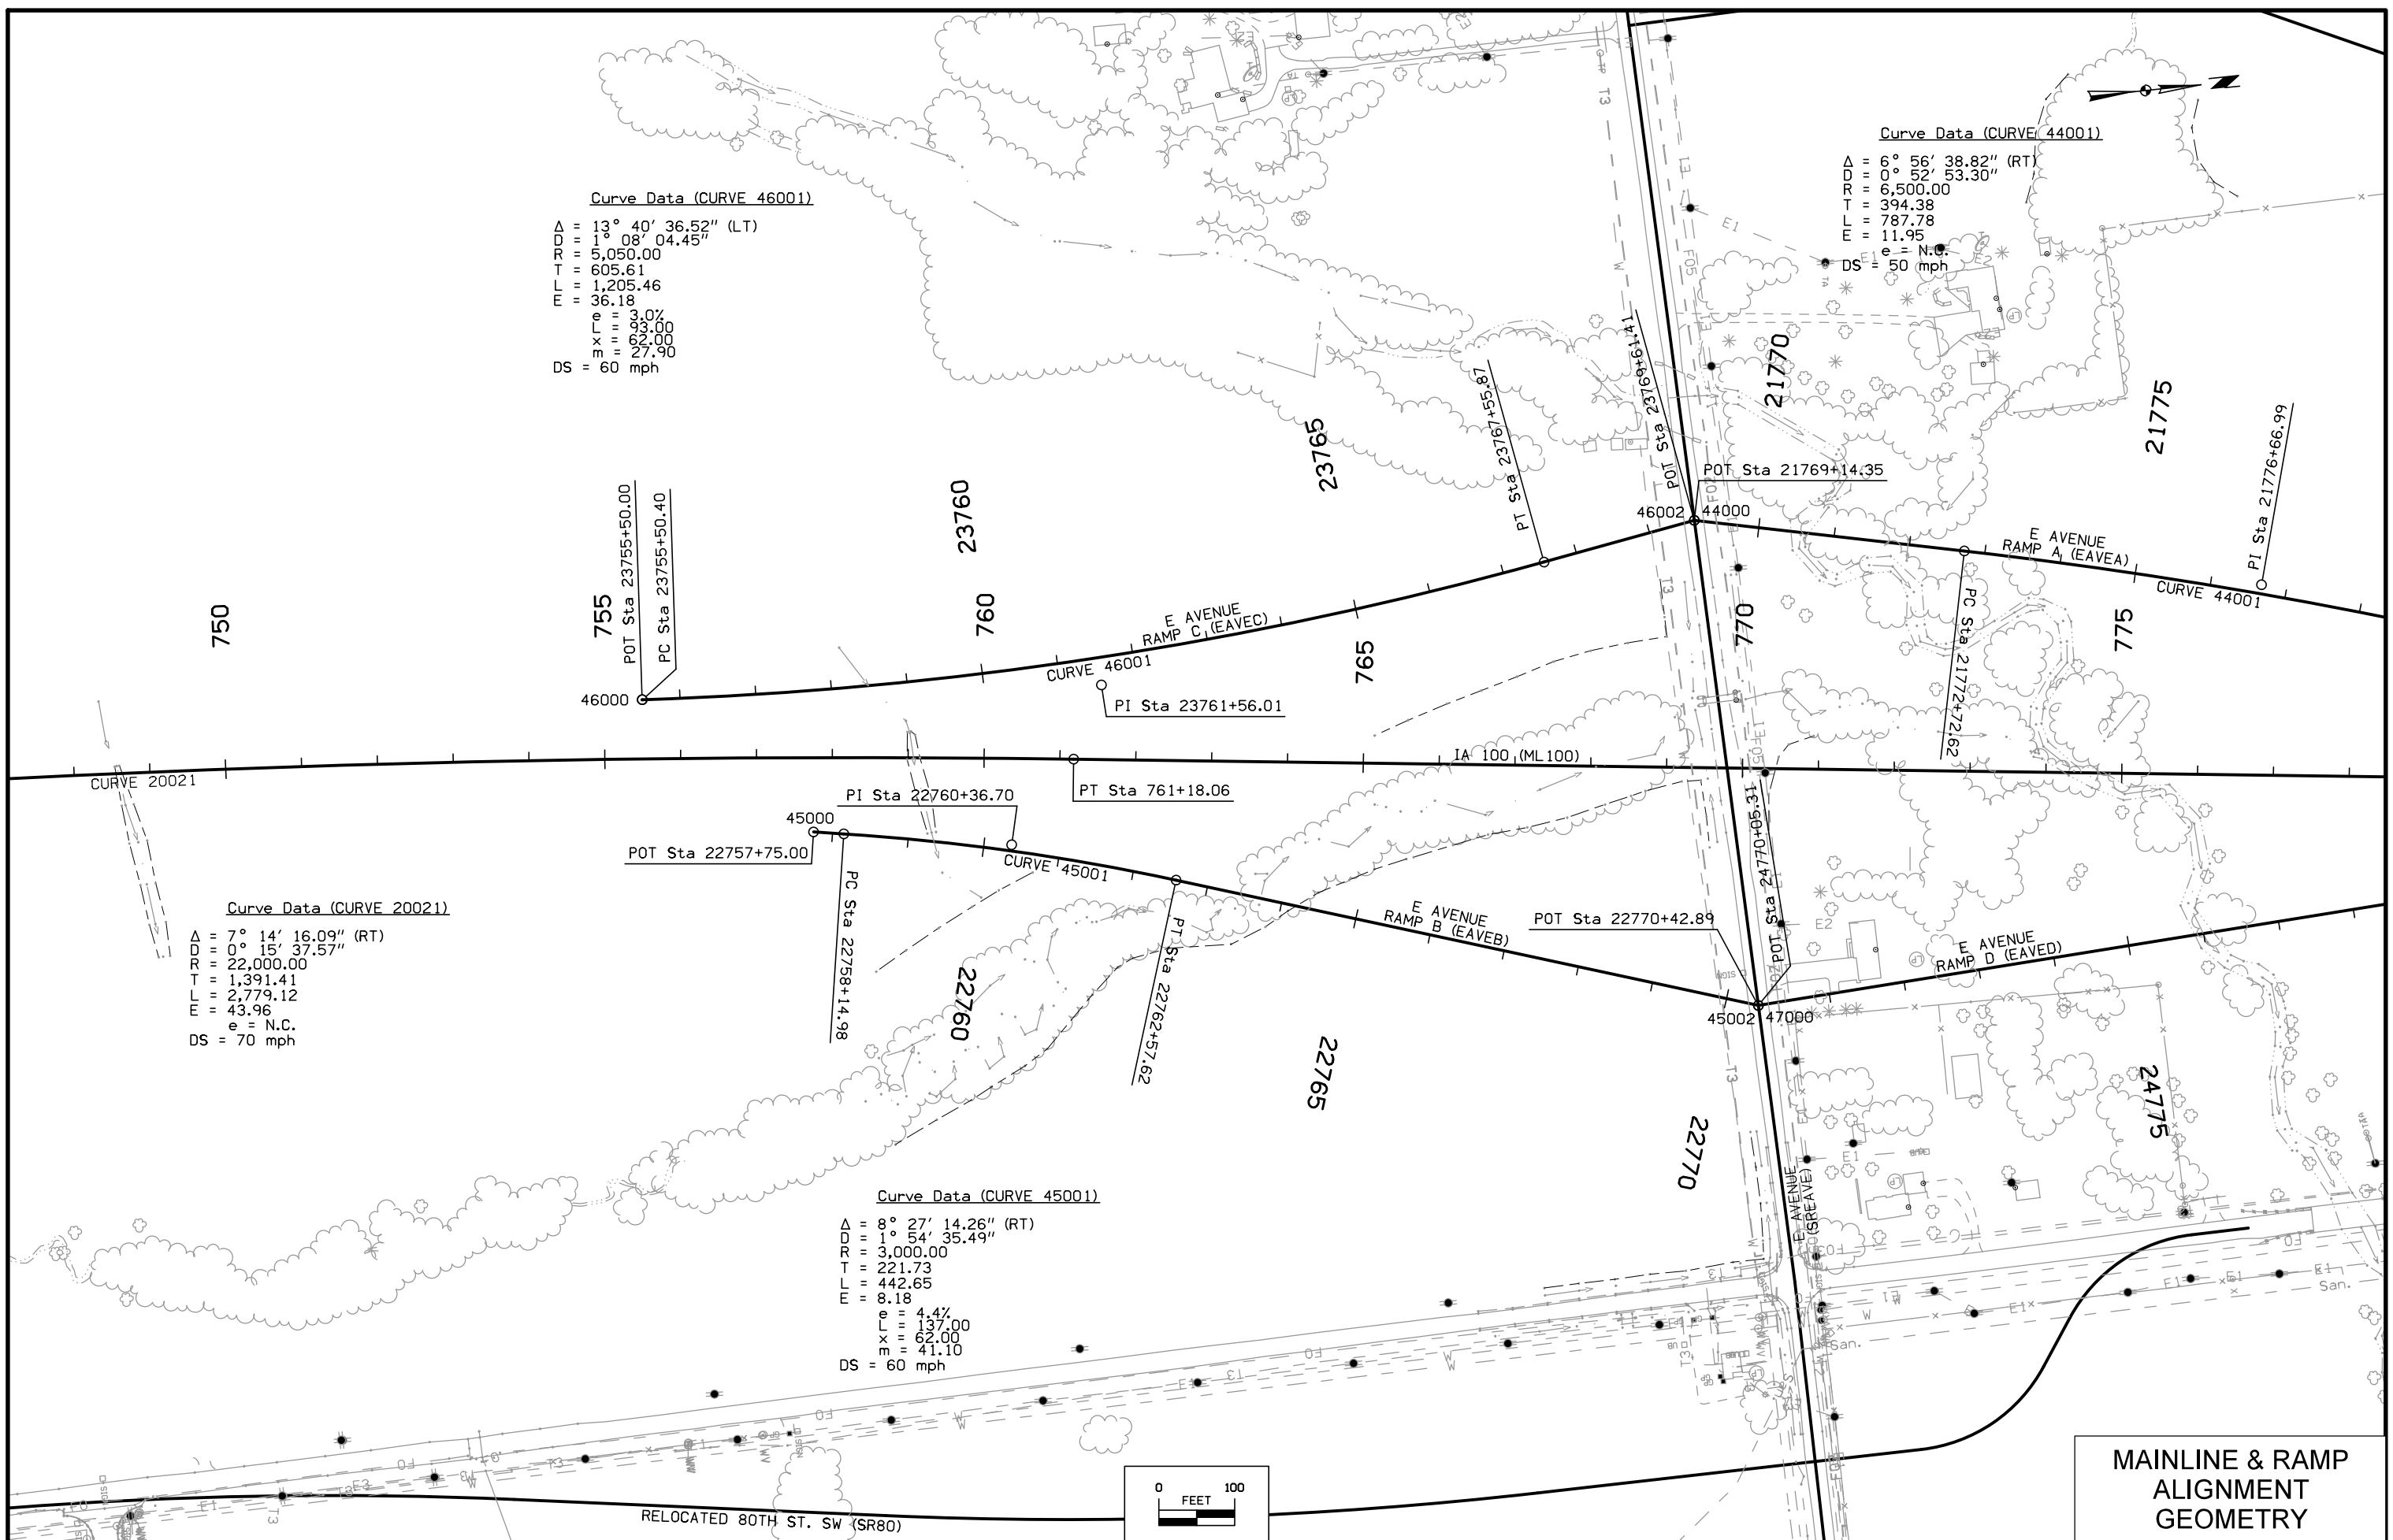 Curve Data (CURVE 44001)
Δ = 6° 56' 38.82" (RT)
D = 0° 52' 53.30"
R = 6,500.00
T = 394.38
L = 787.78
E = 11.95
e = N.C.
DS = 50 mph
Curve Data (CURVE 46001)
Δ = 13° 40' 36.52" (LT)
D = 1° 08' 04.45"
R = 5,050.00
T = 605.61
L = 1,205.46
E = 36.18
e = 3.0%
L = 93.00
x = 62.00
m = 27.90
DS = 60 mph
POT Sta 23769+61.41
21770
21775
PI Sta 21776+66.99
PT Sta 23767+55.87
23765
23760
POT Sta 21769+14.35
46002
44000
POT Sta 23755+50.00
PC Sta 23755+50.40
E AVENUE
RAMP A (EAVEA)
CURVE 44001
PC Sta 21772+72.62
750
755
760
765
770
775
E AVENUE
RAMP C (EAVEC)
CURVE 46001
46000
PI Sta 23761+56.01
CURVE 20021
IA 100 (ML100)
PT Sta 761+18.06
PI Sta 22760+36.70
45000
POT Sta 22757+75.00
CURVE 45001
PC Sta 22758+14.98
PT Sta 22762+57.62
POT Sta 24770+05.31
E AVENUE
RAMP B (EAVEB)
POT Sta 22770+42.89
E AVENUE
RAMP D (EAVED)
45002
47000
Curve Data (CURVE 20021)
Δ = 7° 14' 16.09" (RT)
D = 0° 15' 37.57"
R = 22,000.00
T = 1,391.41
L = 2,779.12
E = 43.96
e = N.C.
DS = 70 mph
22760
22765
22770
24775
E AVENUE
(SREAVE)
Curve Data (CURVE 45001)
Δ = 8° 27' 14.26" (RT)
D = 1° 54' 35.49"
R = 3,000.00
T = 221.73
L = 442.65
E = 8.18
e = 4.4%
L = 137.00
x = 62.00
m = 41.10
DS = 60 mph
San.
San.
RELOCATED 80TH ST. SW (SR80)
0 100
FEET
MAINLINE & RAMP
ALIGNMENT
GEOMETRY